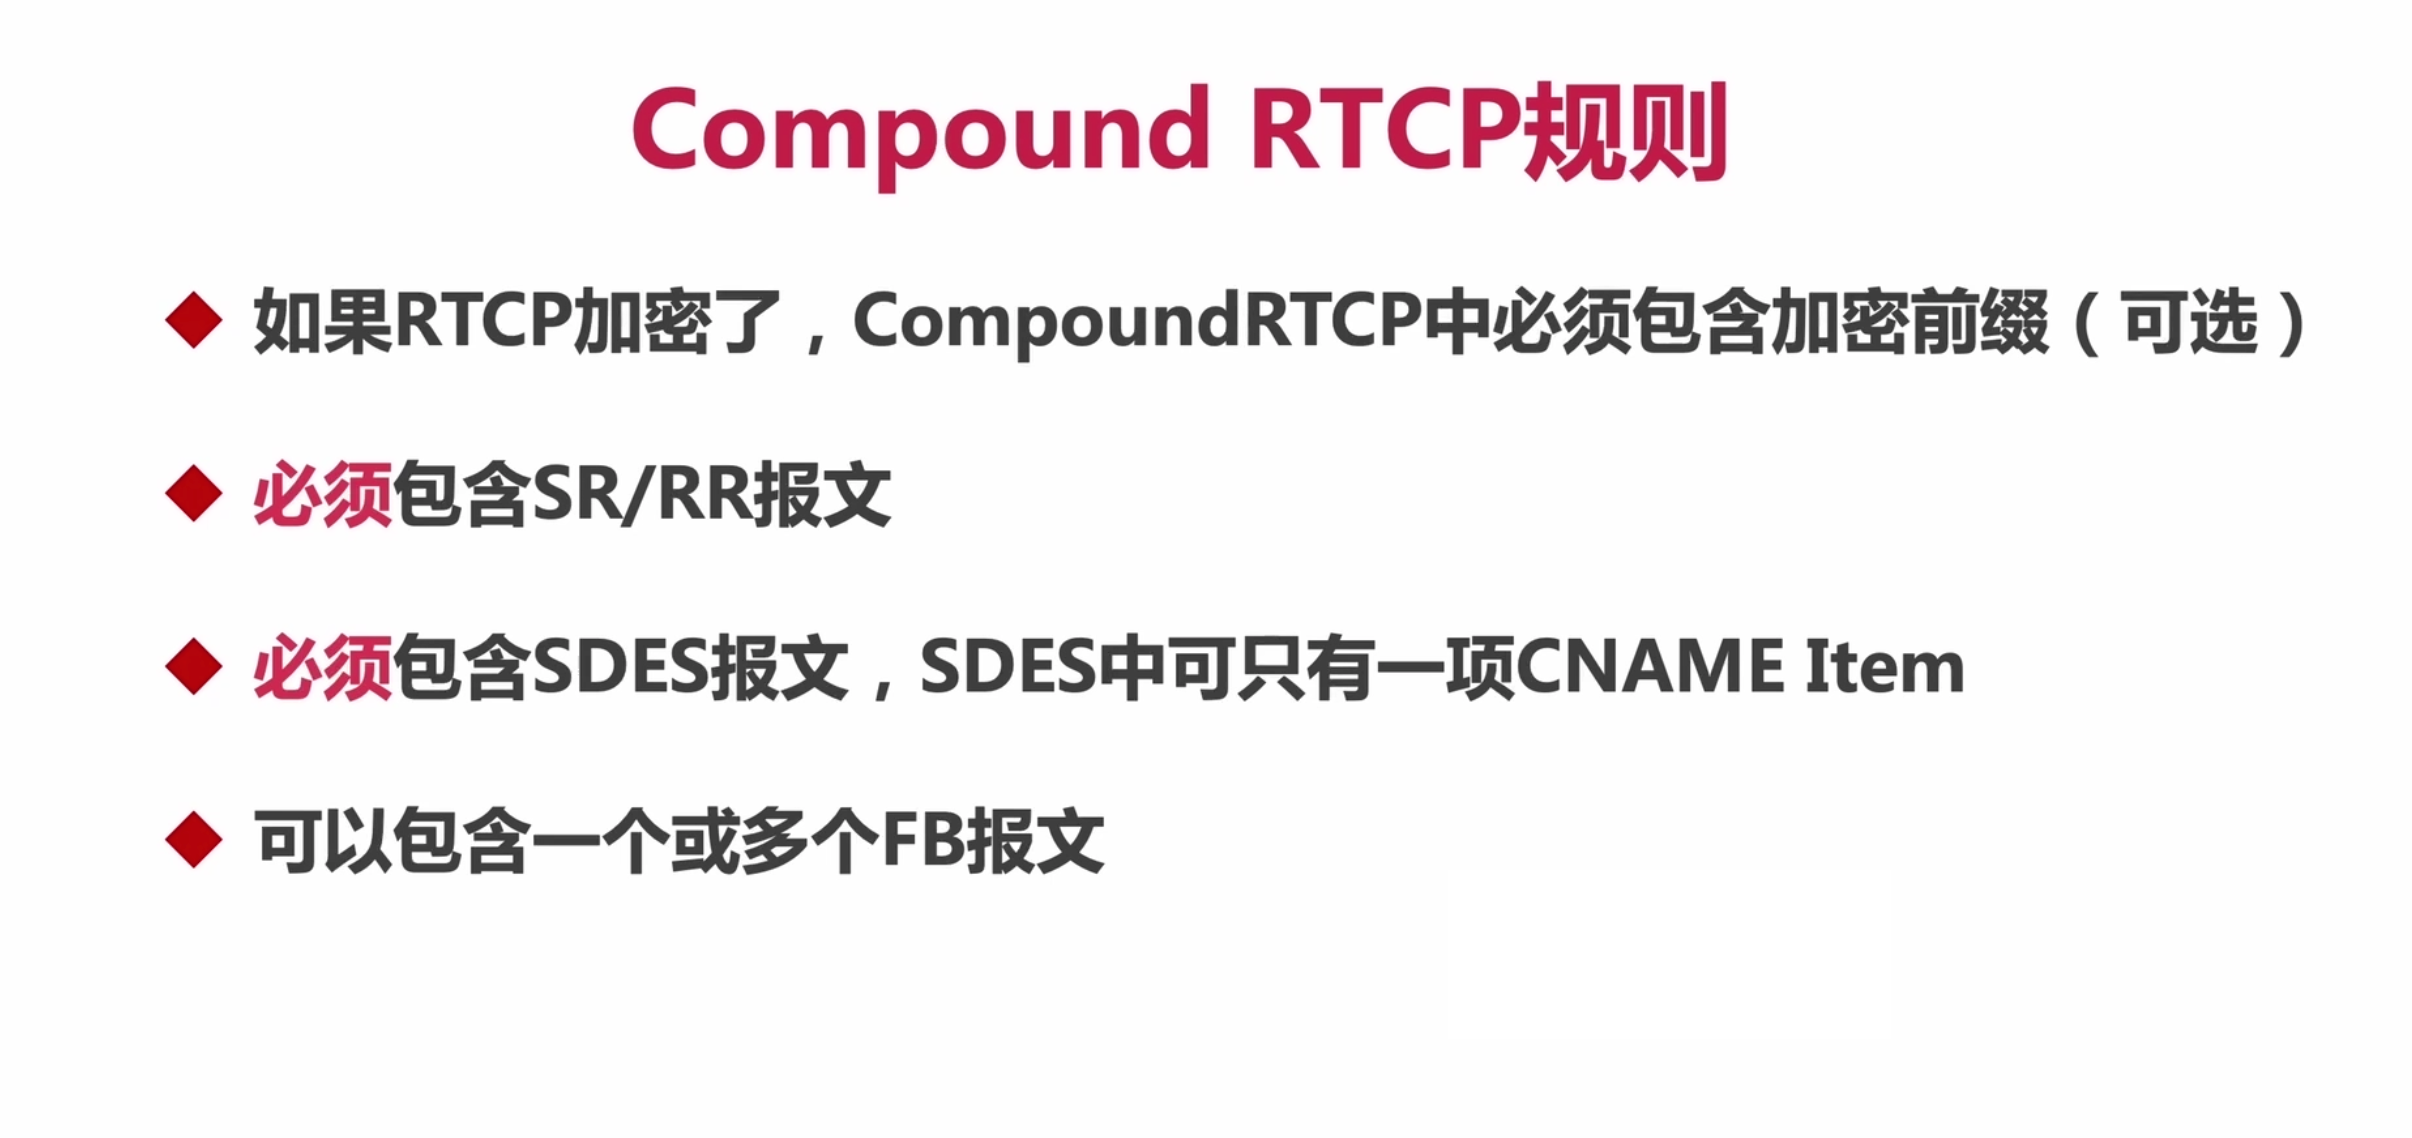 Compound RTCP规则
如果RTCP加密了，CompoundRTCP中必须包含加密前缀（可选）
必须包含SR/RR报文
必须包含SDES报文，SDES中可只有一项CNAME Item
可以包含一个或多个FB报文